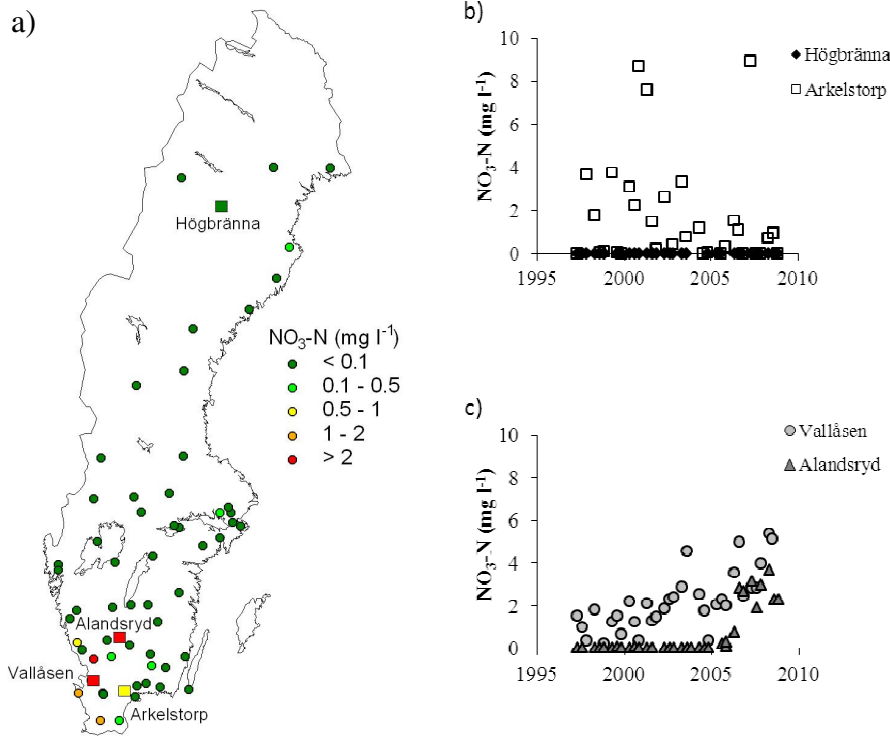 a)
Högbränna
NO3-N (mg l-1)
< 0.1
0.1 - 0.5
0.5 - 1
1 - 2
> 2
Alandsryd
Vallåsen
Arkelstorp
b)
NO3-N (mg l-1)
10
8
6
4
2
0
1995 2000 2005 2010
Högbränna
Arkelstorp
c)
NO3-N (mg l-1)
10
8
6
4
2
0
1995 2000 2005 2010
Vallåsen
Alandsryd